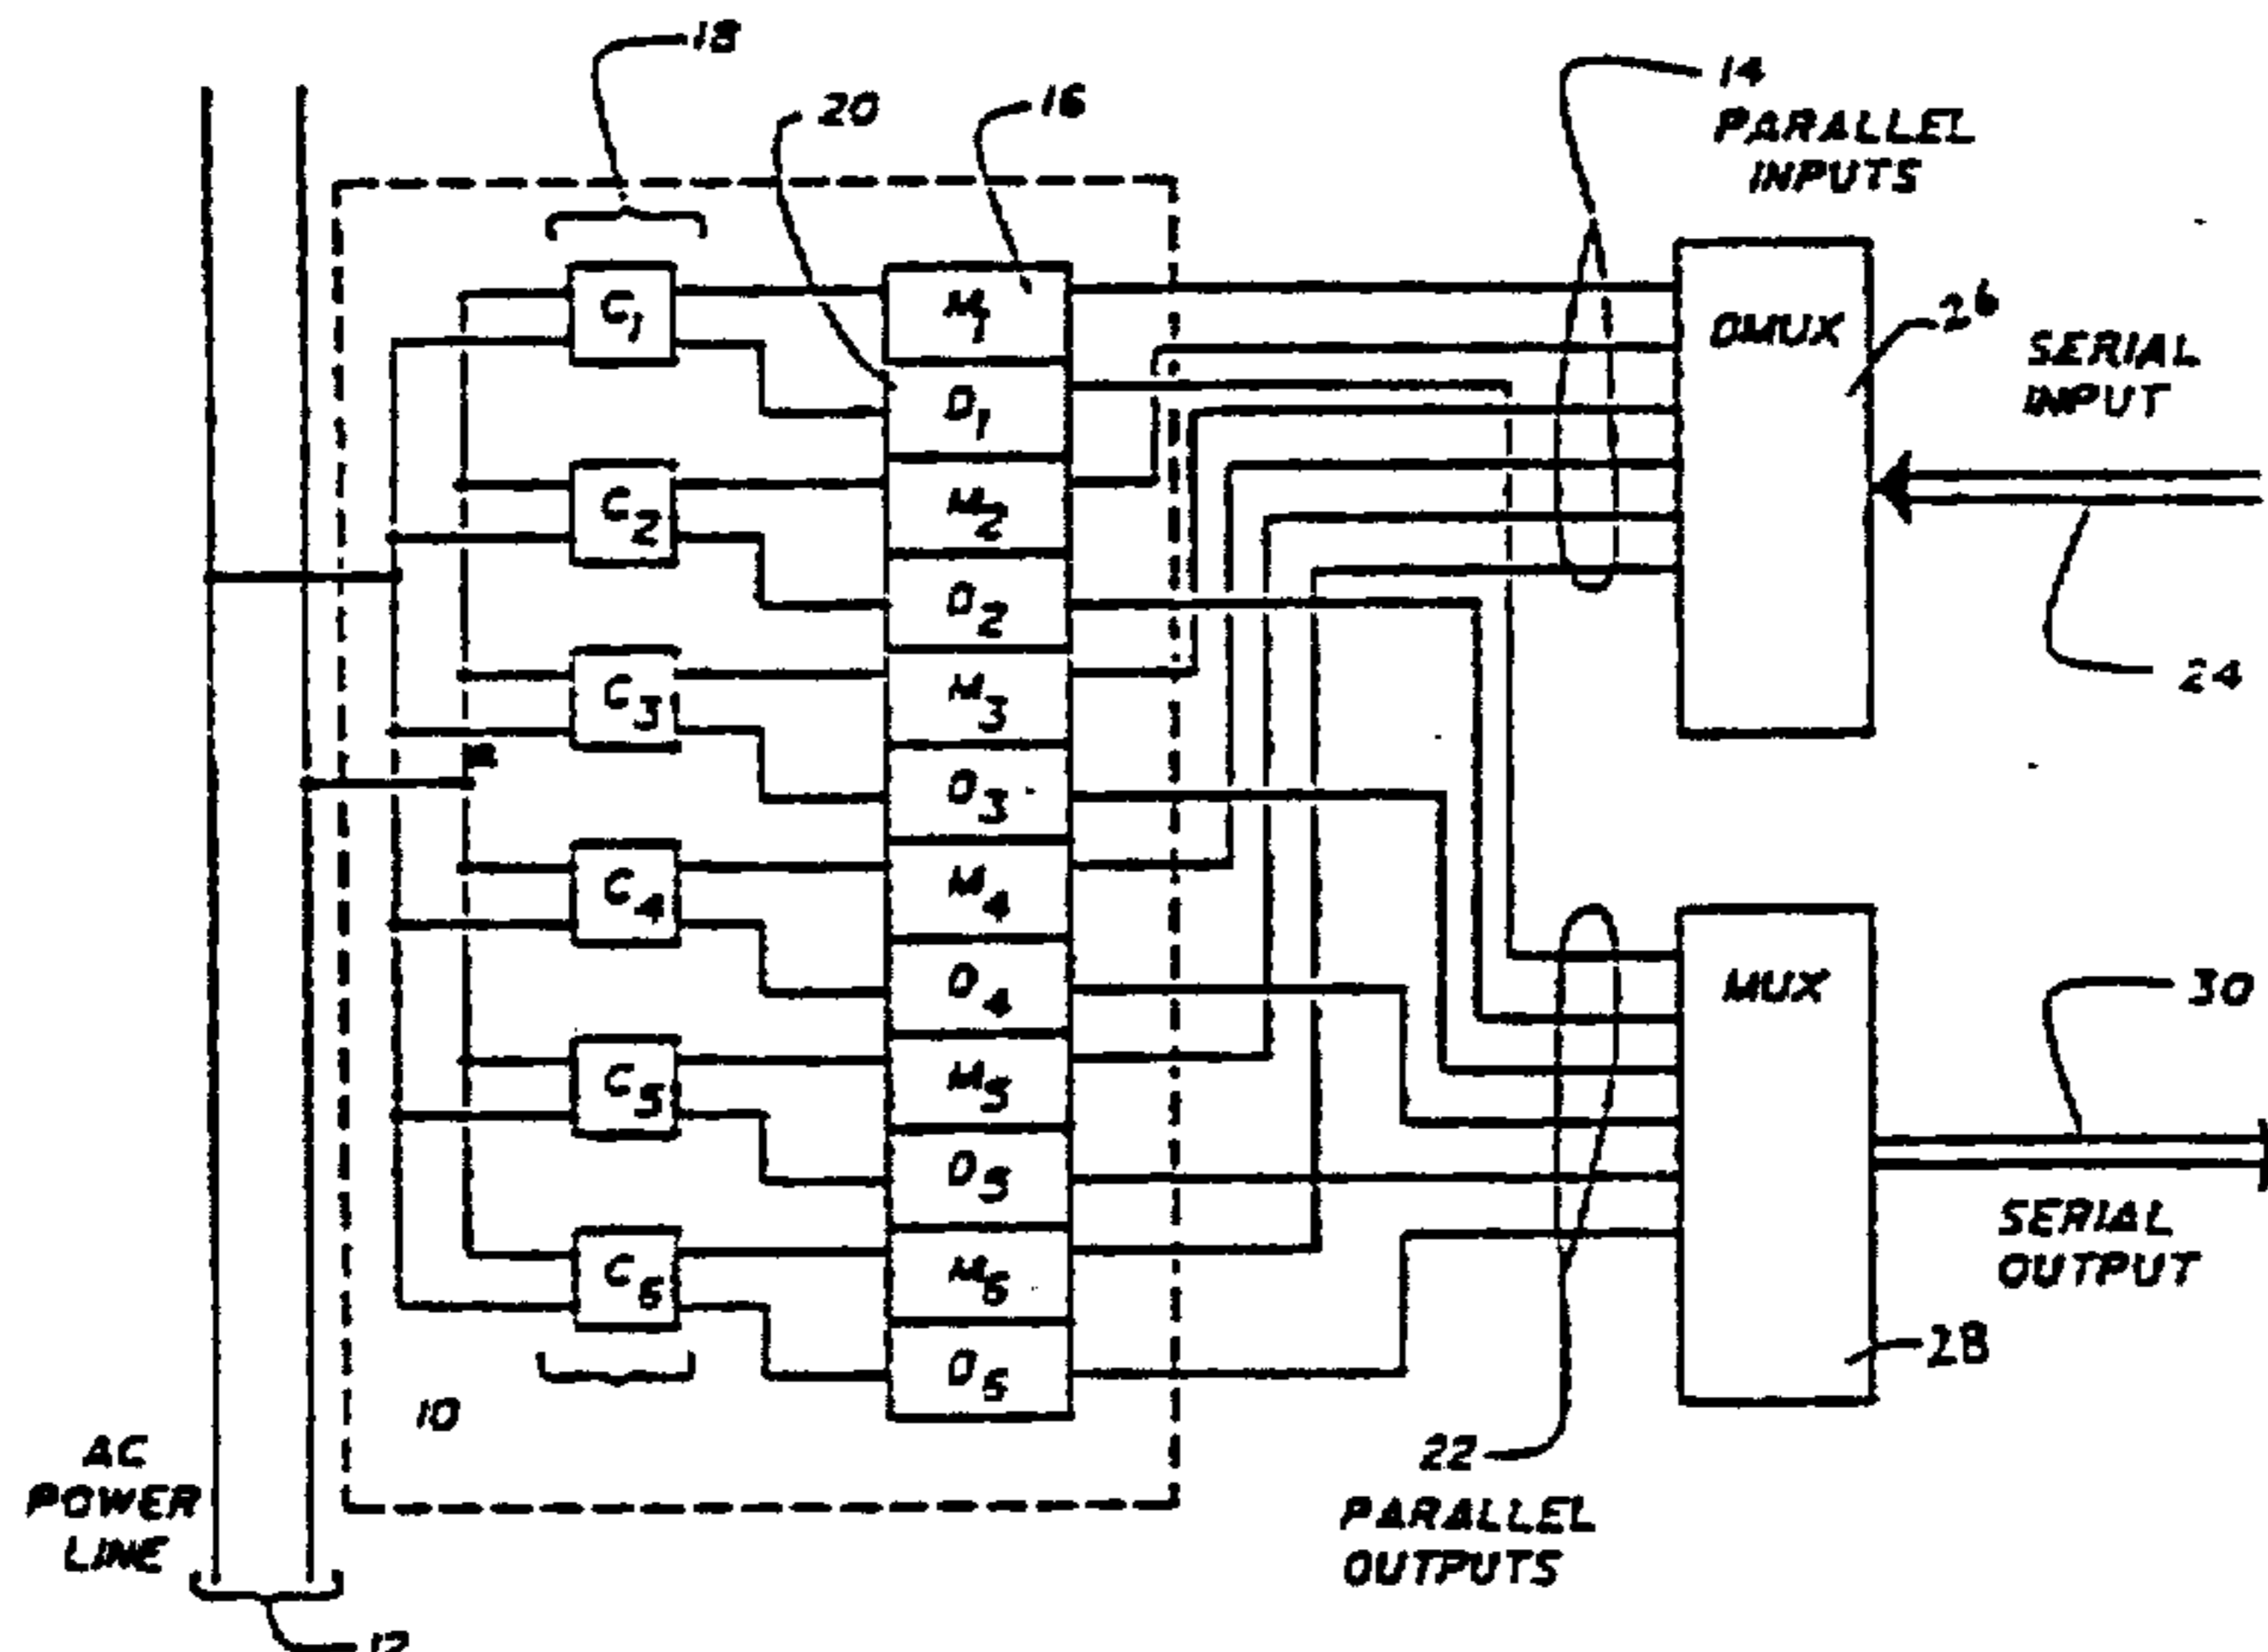 18
20
16
14
PARALLEL
INPUTS
C1
M1
DMUX
26
SERIAL
INPUT
D1
C2
M2
D2
C3
M3
24
D3
C4
M4
D4
MUX
30
C5
M5
D5
SERIAL
OUTPUT
C6
M6
D6
28
10
22
AC
POWER
LINE
PARALLEL
OUTPUTS
12